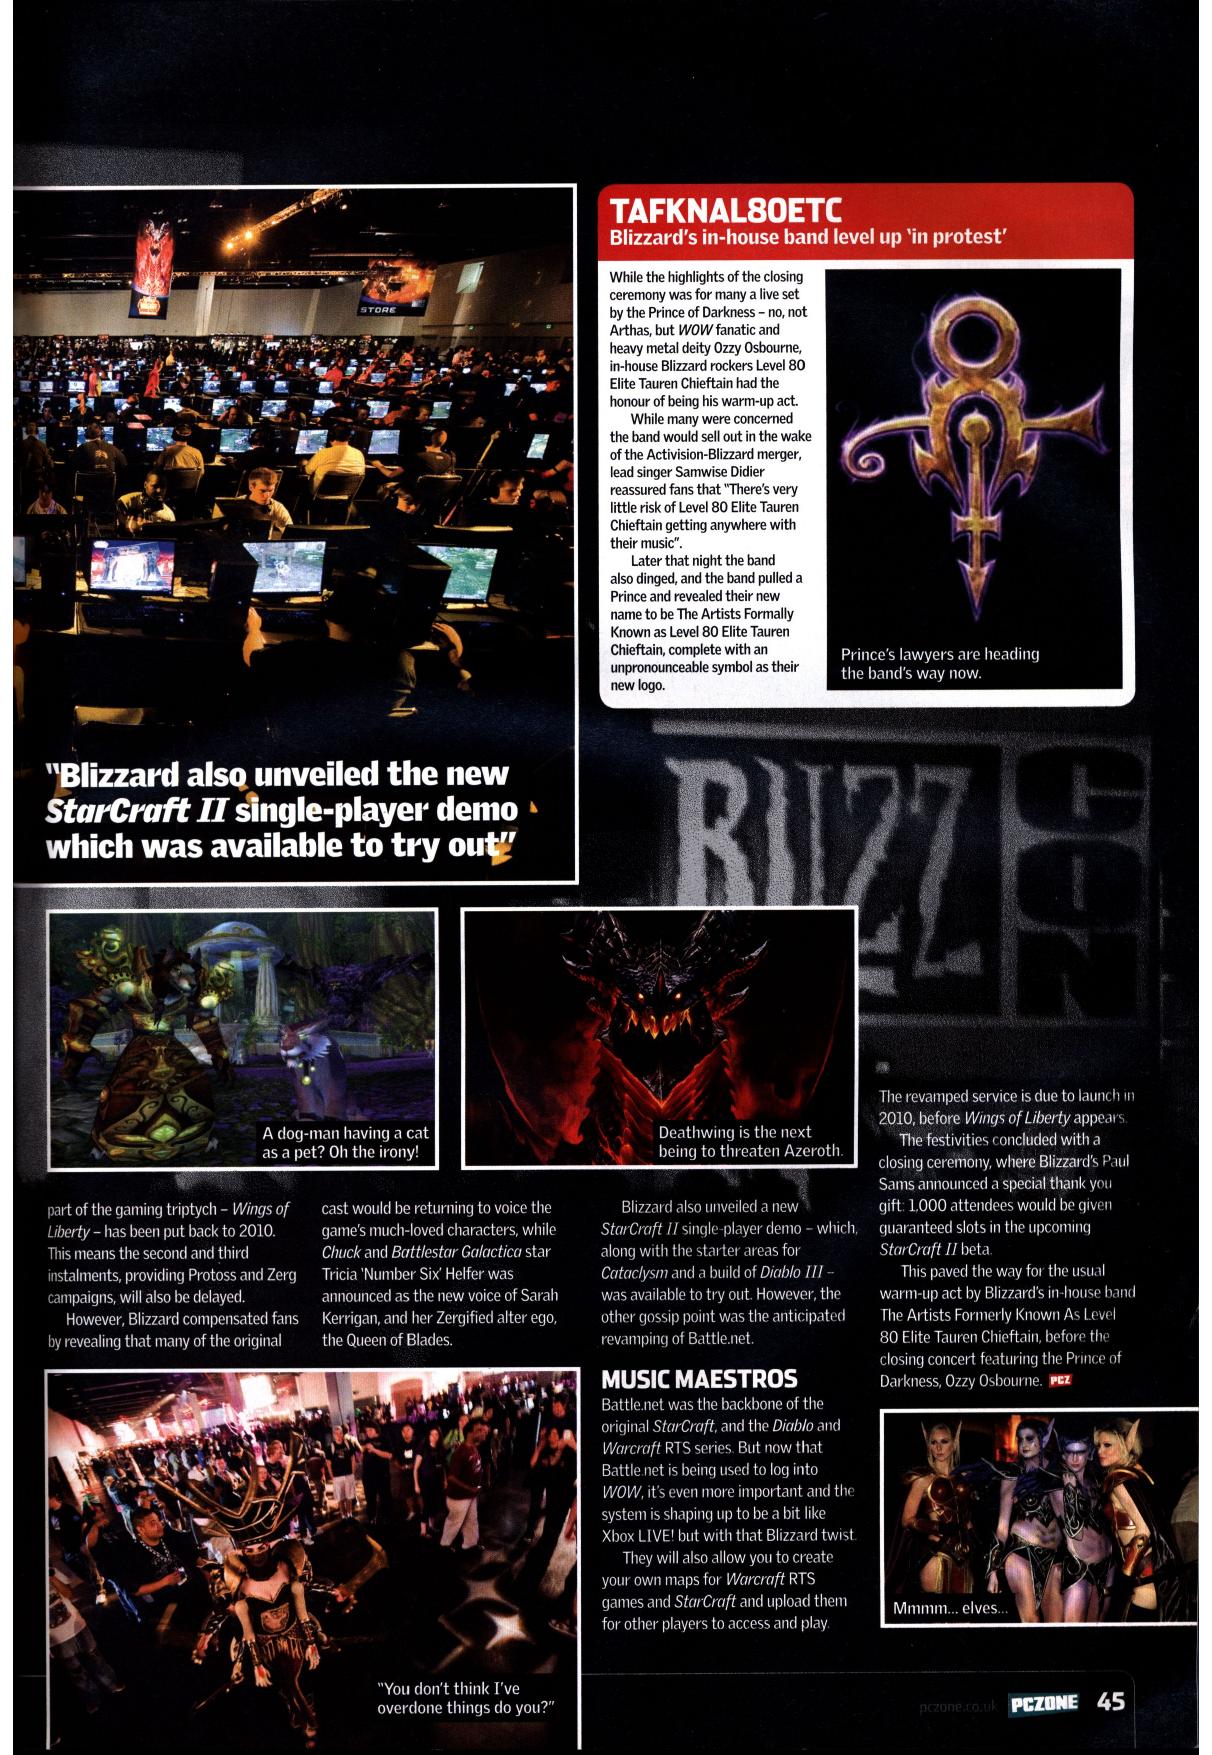 STORE
"Blizzard also unveiled the new
StarCraft II single-player demo
which was available to try out"
TAFKNAL80ETC
Blizzard's in-house band level up 'in protest'
While the highlights of the closing
ceremony was for many a live set
by the Prince of Darkness – no, not
Arthas, but WOW fanatic and
heavy metal deity Ozzy Osbourne,
in-house Blizzard rockers Level 80
Elite Tauren Chieftain had the
honour of being his warm-up act.
While many were concerned
the band would sell out in the wake
of the Activision-Blizzard merger,
lead singer Samwise Didier
reassured fans that "There's very
little risk of Level 80 Elite Tauren
Chieftain getting anywhere with
their music".
Later that night the band
also dinged, and the band pulled a
Prince and revealed their new
name to be The Artists Formally
Known as Level 80 Elite Tauren
Chieftain, complete with an
unpronounceable symbol as their
new logo.
Prince's lawyers are heading
the band's way now.
BLIZZ
CON
A dog-man having a cat
as a pet? Oh the irony!
Deathwing is the next
being to threaten Azeroth.
part of the gaming triptych – Wings of
Liberty – has been put back to 2010.
This means the second and third
instalments, providing Protoss and Zerg
campaigns, will also be delayed.
However, Blizzard compensated fans
by revealing that many of the original
cast would be returning to voice the
game's much-loved characters, while
Chuck and Battlestar Galactica star
Tricia 'Number Six' Helfer was
announced as the new voice of Sarah
Kerrigan, and her Zergified alter ego,
the Queen of Blades.
Blizzard also unveiled a new
StarCraft II single-player demo – which,
along with the starter areas for
Cataclysm and a build of Diablo III –
was available to try out. However, the
other gossip point was the anticipated
revamping of Battle.net.
MUSIC MAESTROS
Battle.net was the backbone of the
original StarCraft, and the Diablo and
Warcraft RTS series. But now that
Battle.net is being used to log into
WOW, it's even more important and the
system is shaping up to be a bit like
Xbox LIVE! but with that Blizzard twist.
They will also allow you to create
your own maps for Warcraft RTS
games and StarCraft and upload them
for other players to access and play.
The revamped service is due to launch in
2010, before Wings of Liberty appears.
The festivities concluded with a
closing ceremony, where Blizzard's Paul
Sams announced a special thank you
gift: 1,000 attendees would be given
guaranteed slots in the upcoming
StarCraft II beta.
This paved the way for the usual
warm-up act by Blizzard's in-house band
The Artists Formerly Known As Level
80 Elite Tauren Chieftain, before the
closing concert featuring the Prince of
Darkness, Ozzy Osbourne. PCZ
"You don't think I've
overdone things do you?"
Mmmm... elves...
pczone.co.uk PCZONE 45